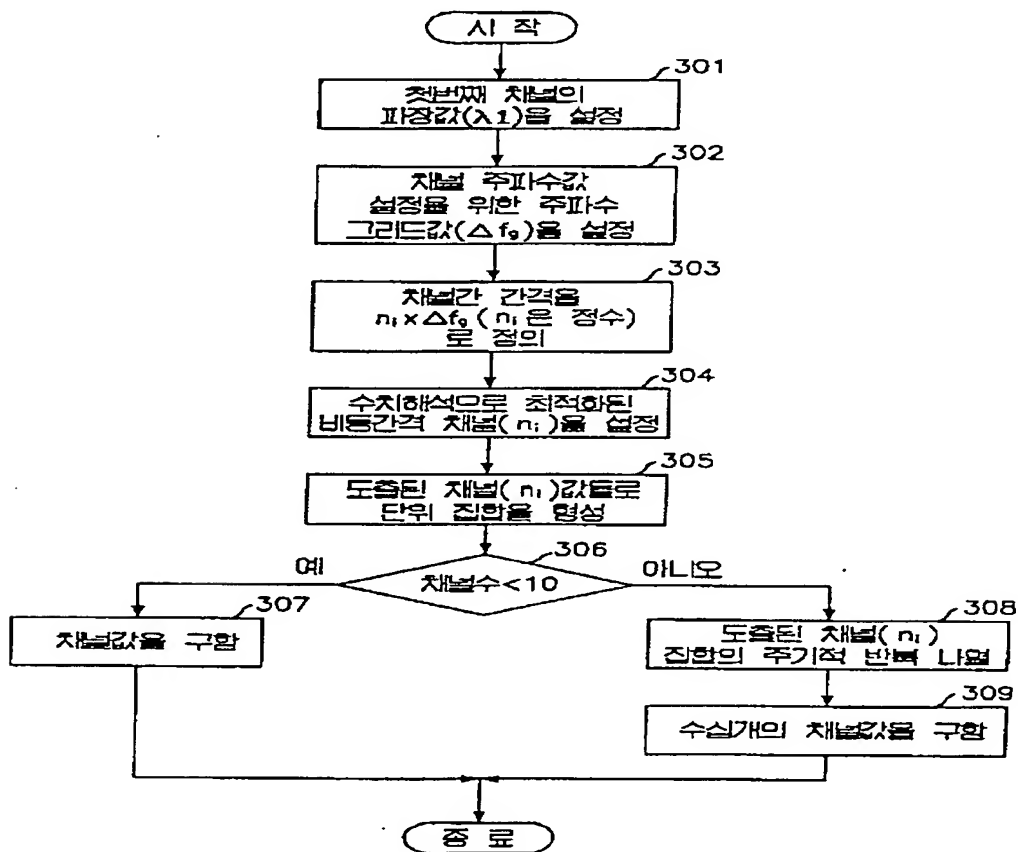 시 작
301
첫번째 채널의
파장값(λ1)을 설정
302
채널 주파수값
설정을 위한 주파수
그리드값(△fg)을 설정
303
채널간 간격을
ni×△fg(ni은 정수)
로 정의
304
수치해석으로 최적화된
비등간격 채널(ni)을 설정
305
도출된 채널(ni)값들로
단위 집합을 형성
306
채널수<10
예
아니오
307
채널값을 구함
308
도출된 채널(ni)
집합의 주기적 반복 나열
309
수십개의 채널값을 구함
종 료